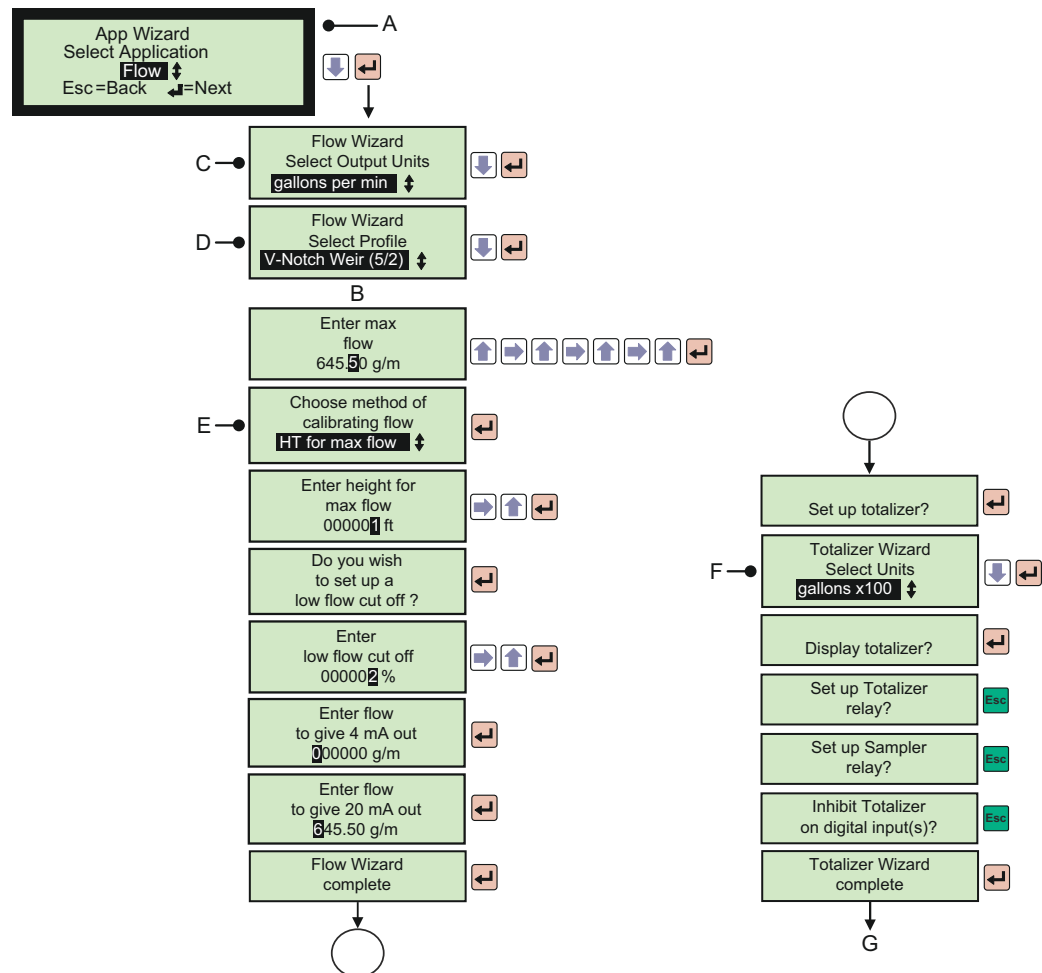 App Wizard
Select Application
Flow
Esc=Back =Next
A
C
Flow Wizard
Select Output Units
gallons per min
D
Flow Wizard
Select Profile
V-Notch Weir (5/2)
B
Enter max
flow
645.50 g/m
E
Choose method of
calibrating flow
HT for max flow
Enter height for
max flow
000001 ft
Do you wish
to set up a
low flow cut off ?
Enter
low flow cut off
000002 %
Enter flow
to give 4 mA out
000000 g/m
Enter flow
to give 20 mA out
645.50 g/m
Flow Wizard
complete
Set up totalizer?
F
Totalizer Wizard
Select Units
gallons x100
Display totalizer?
Set up Totalizer
relay?
Esc
Set up Sampler
relay?
Esc
Inhibit Totalizer
on digital input(s)?
Esc
Totalizer Wizard
complete
G